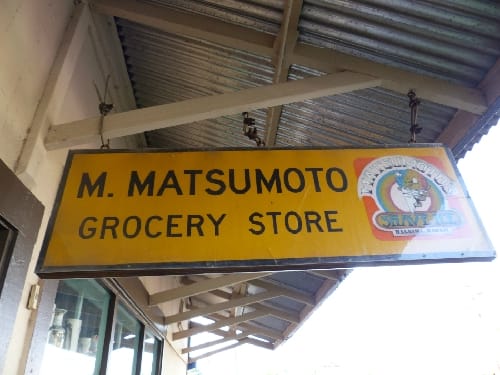 M. MATSUMOTO
GROCERY STORE
MATSUMOTO'S
SHAVE ICE
HALEIWA, HAWAII